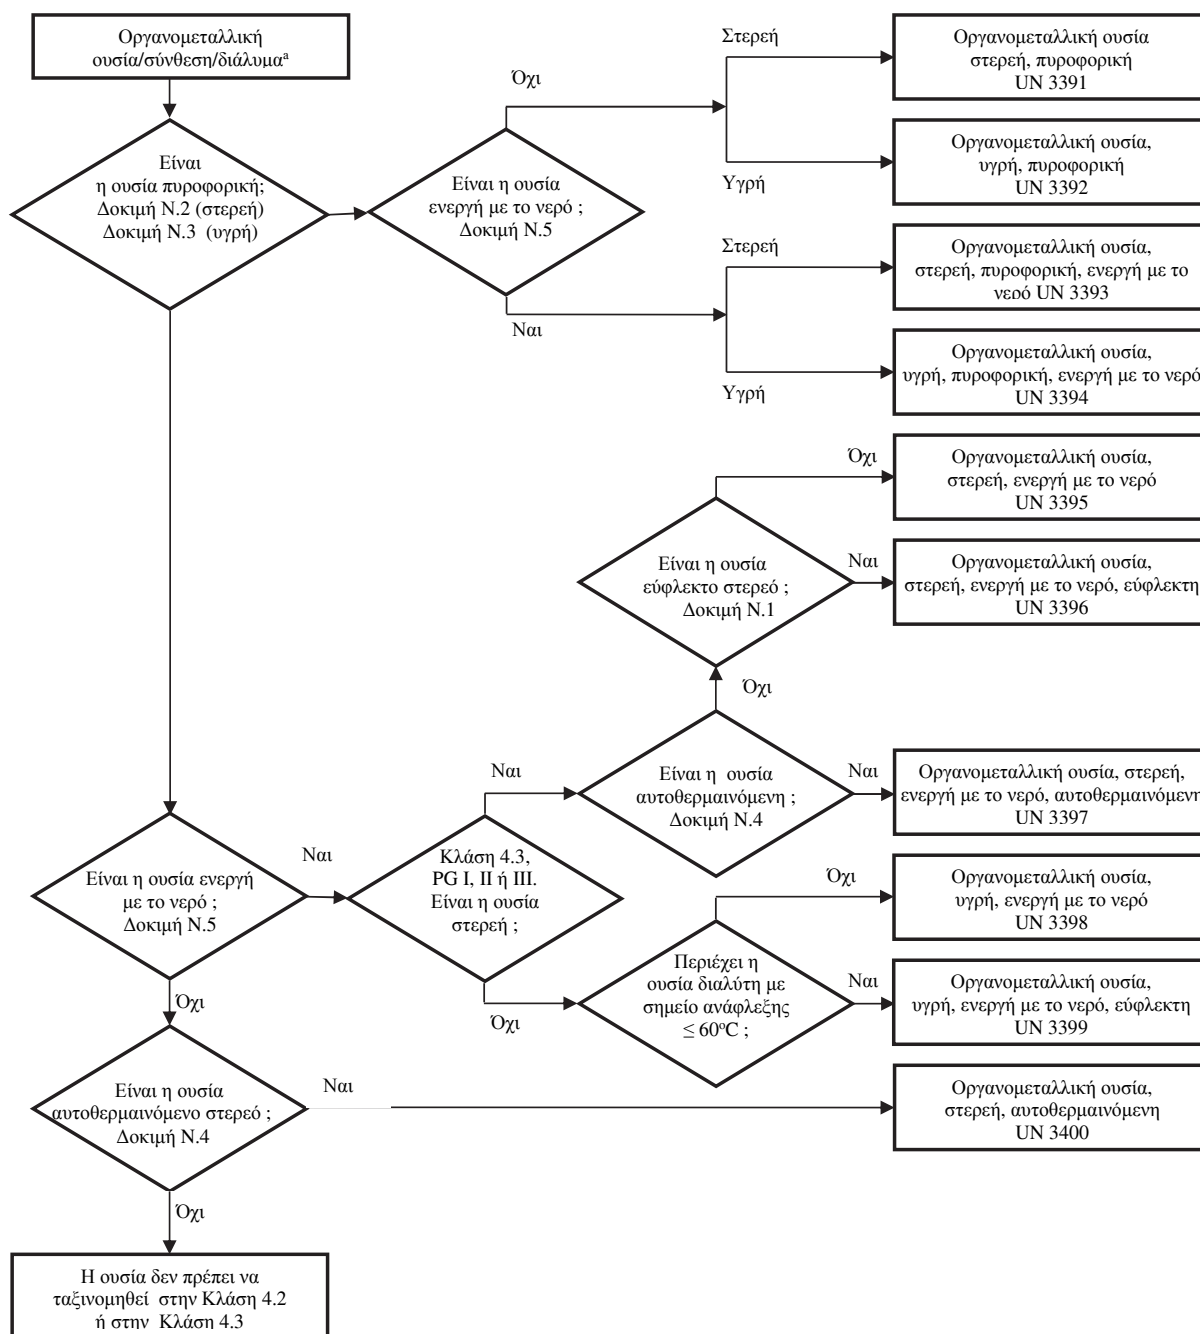 Οργανομεταλλική
ουσία/σύνθεση/διάλυμαᵃ
Είναι
η ουσία πυροφορική;
Δοκιμή N.2 (στερεή)
Δοκιμή N.3 (υγρή)
Όχι
Είναι η ουσία
ενεργή με το νερό ;
Δοκιμή N.5
Ναι
Στερεή
Οργανομεταλλική ουσία
στερεή, πυροφορική
UN 3391
Υγρή
Οργανομεταλλική ουσία,
υγρή, πυροφορική
UN 3392
Στερεή
Οργανομεταλλική ουσία,
στερεή, πυροφορική, ενεργή με το
νερό UN 3393
Υγρή
Οργανομεταλλική ουσία,
υγρή, πυροφορική, ενεργή με το νερό
UN 3394
Όχι
Οργανομεταλλική ουσία,
στερεή, ενεργή με το νερό
UN 3395
Είναι η ουσία
εύφλεκτο στερεό ;
Δοκιμή N.1
Ναι
Οργανομεταλλική ουσία,
στερεή, ενεργή με το νερό, εύφλεκτη
UN 3396
Όχι
Ναι
Είναι η ουσία
αυτοθερμαινόμενη ;
Δοκιμή N.4
Ναι
Οργανομεταλλική ουσία, στερεή,
ενεργή με το νερό, αυτοθερμαινόμενη
UN 3397
Είναι η ουσία ενεργή
με το νερό ;
Δοκιμή N.5
Ναι
Κλάση 4.3,
PG I, II ή III.
Είναι η ουσία
στερεή ;
Όχι
Οργανομεταλλική ουσία,
υγρή, ενεργή με το νερό
UN 3398
Όχι
Όχι
Περιέχει η
ουσία διαλύτη με
σημείο ανάφλεξης
≤ 60°C ;
Ναι
Οργανομεταλλική ουσία,
υγρή, ενεργή με το νερό, εύφλεκτη
UN 3399
Είναι η ουσία
αυτοθερμαινόμενο στερεό ;
Δοκιμή N.4
Ναι
Οργανομεταλλική ουσία,
στερεή, αυτοθερμαινόμενη
UN 3400
Όχι
Η ουσία δεν πρέπει να
ταξινομηθεί στην Κλάση 4.2
ή στην Κλάση 4.3